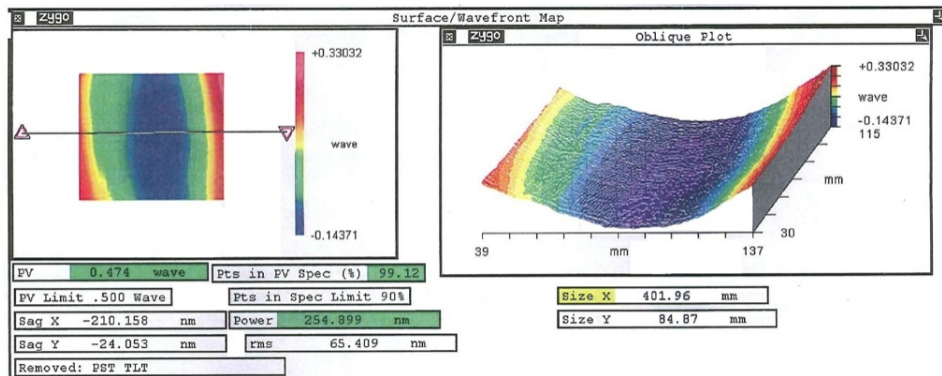 zygo Surface/Wavefront Map
zygo Oblique Plot
+0.33032
wave
-0.14371
+0.33032
wave
-0.14371
115
mm
30
39 mm 137
PV 0.474 wave Pts in PV Spec (%) 99.12
PV Limit .500 Wave Pts in Spec Limit 90%
Sag X -210.158 nm Power 254.899 nm
Sag Y -24.053 nm rms 65.409 nm
Removed: PST TLT
Size X 401.96 mm
Size Y 84.87 mm